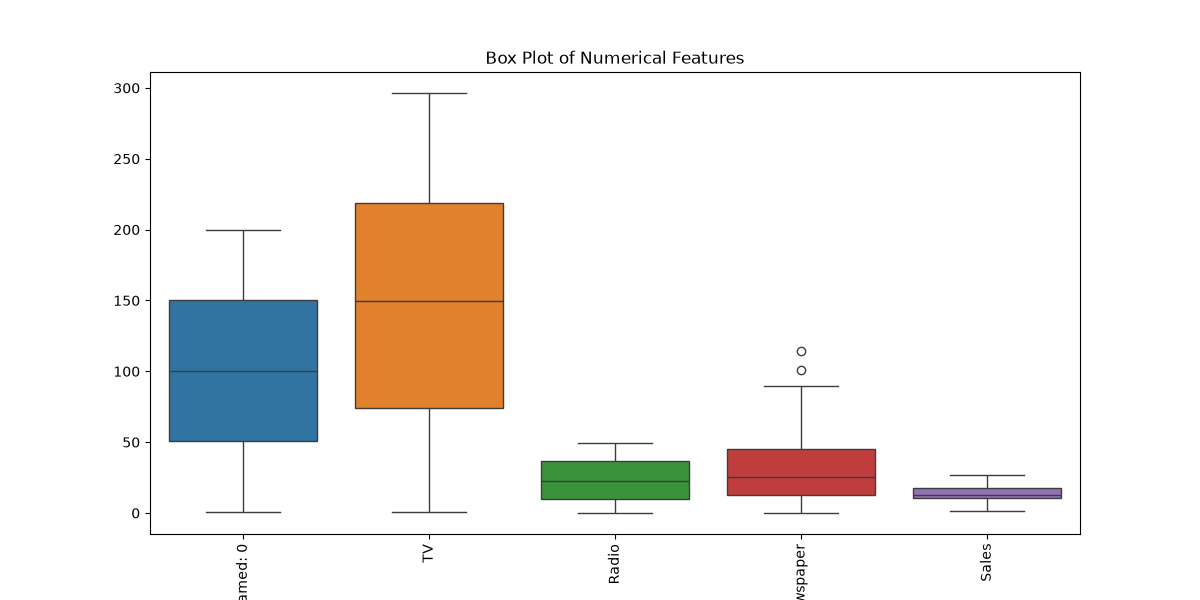 Box Plot of Numerical Features
300
250
200
150
100
50
0
amed: 0
TV
Radio
wspaper
Sales